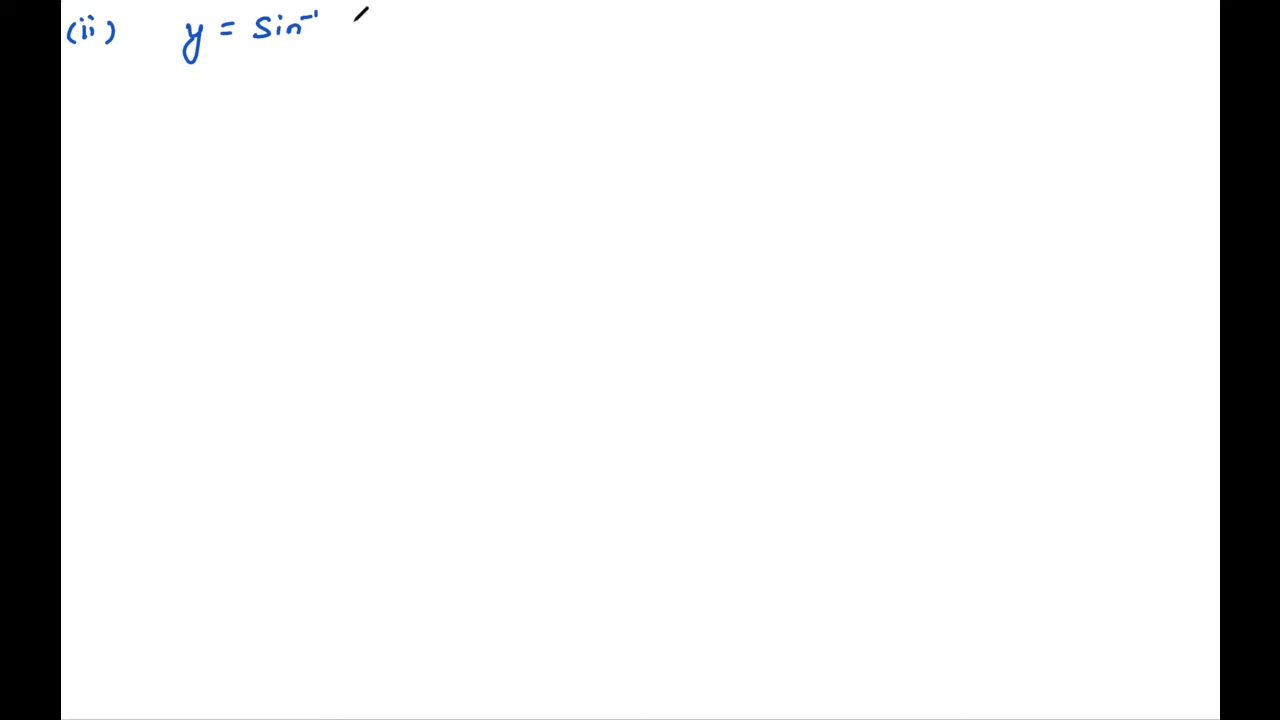 (ii) y = sin⁻¹